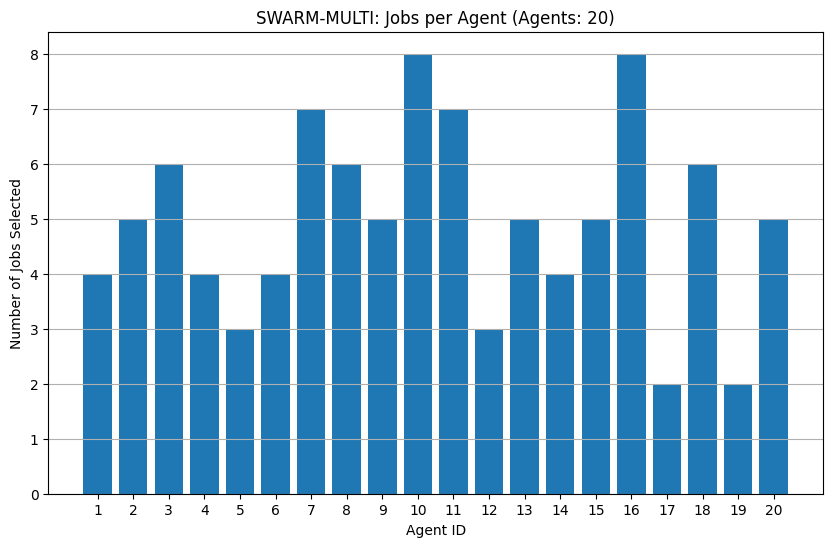 SWARM-MULTI: Jobs per Agent (Agents: 20)
Number of Jobs Selected
8
7
6
5
4
3
2
1
0
1 2 3 4 5 6 7 8 9 10 11 12 13 14 15 16 17 18 19 20
Agent ID